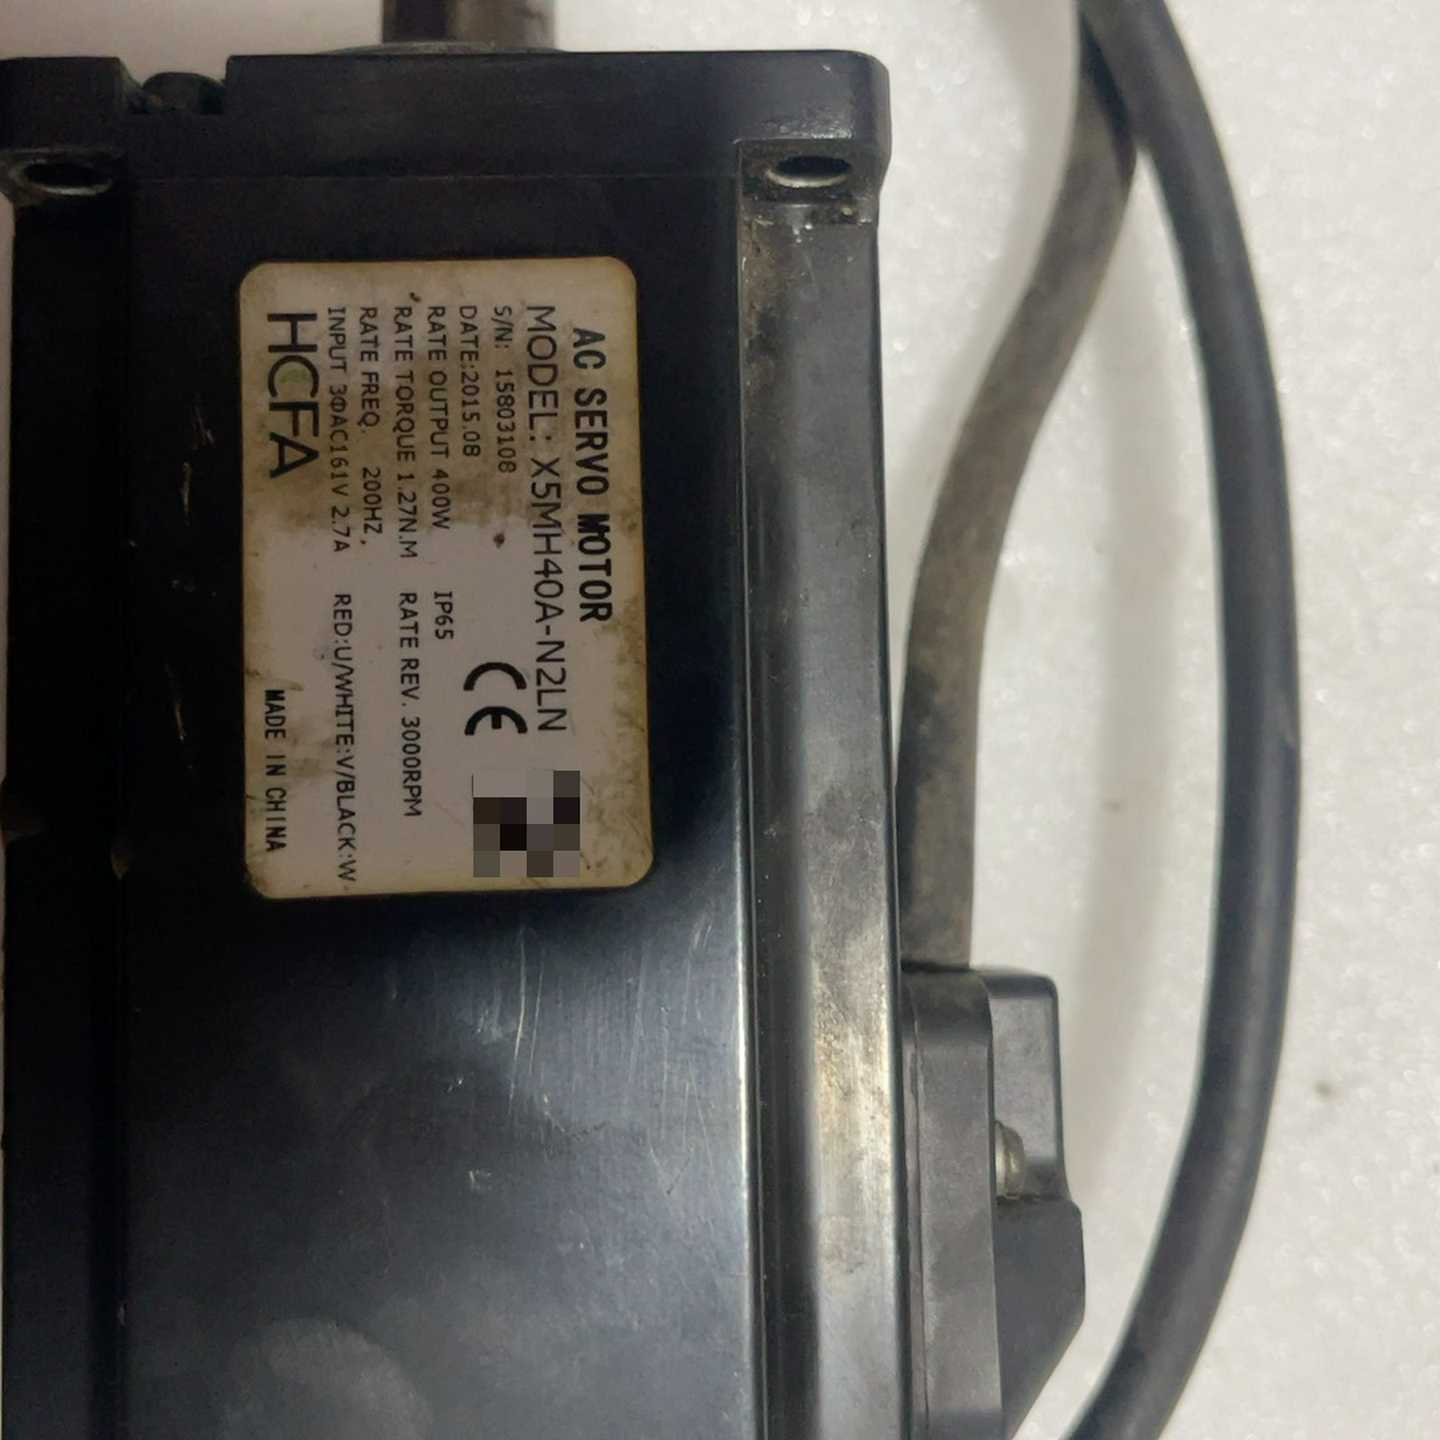 AC SERVO MOTOR
MODEL: X5MH40A-N2LN
S/N: 15803108
DATE:2015.08
RATE OUTPUT 400W IP65
RATE TORQUE 1.27N.M RATE REV. 3000RPM
RATE FREQ. 200HZ,
INPUT 3ΦAC161V 2.7A RED:U/WHITE:V/BLACK:W
HCFA MADE IN CHINA
CE